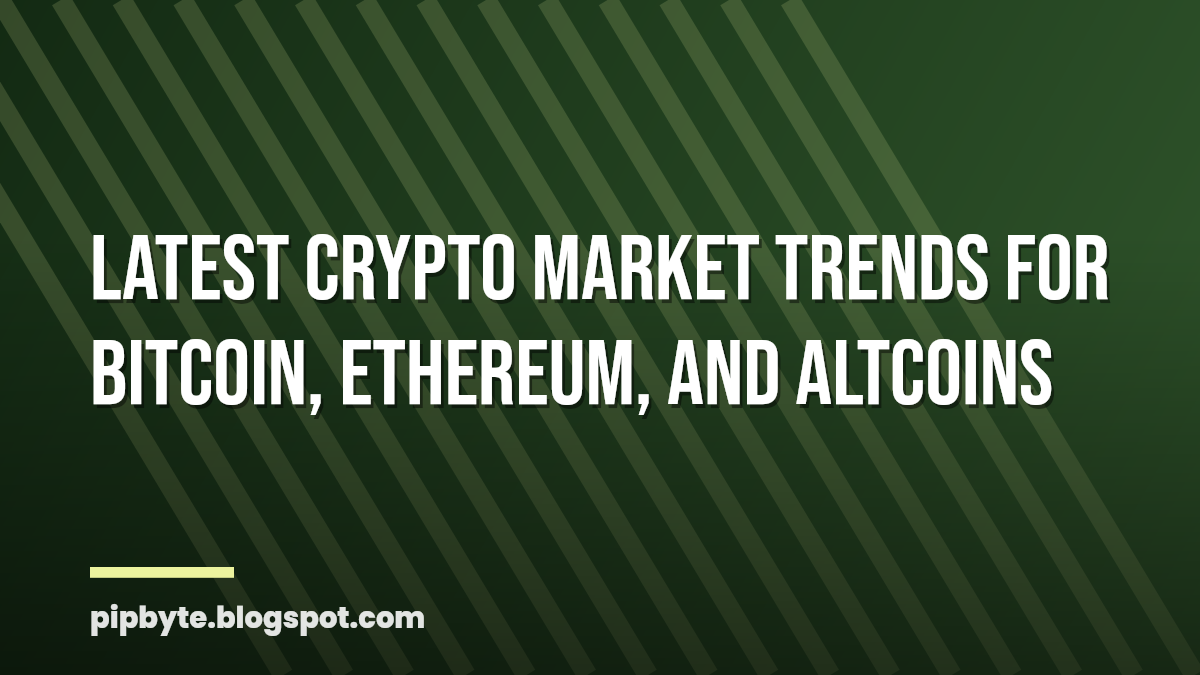 LATEST CRYPTO MARKET TRENDS FOR
BITCOIN, ETHEREUM, AND ALTCOINS
pipbyte.blogspot.com